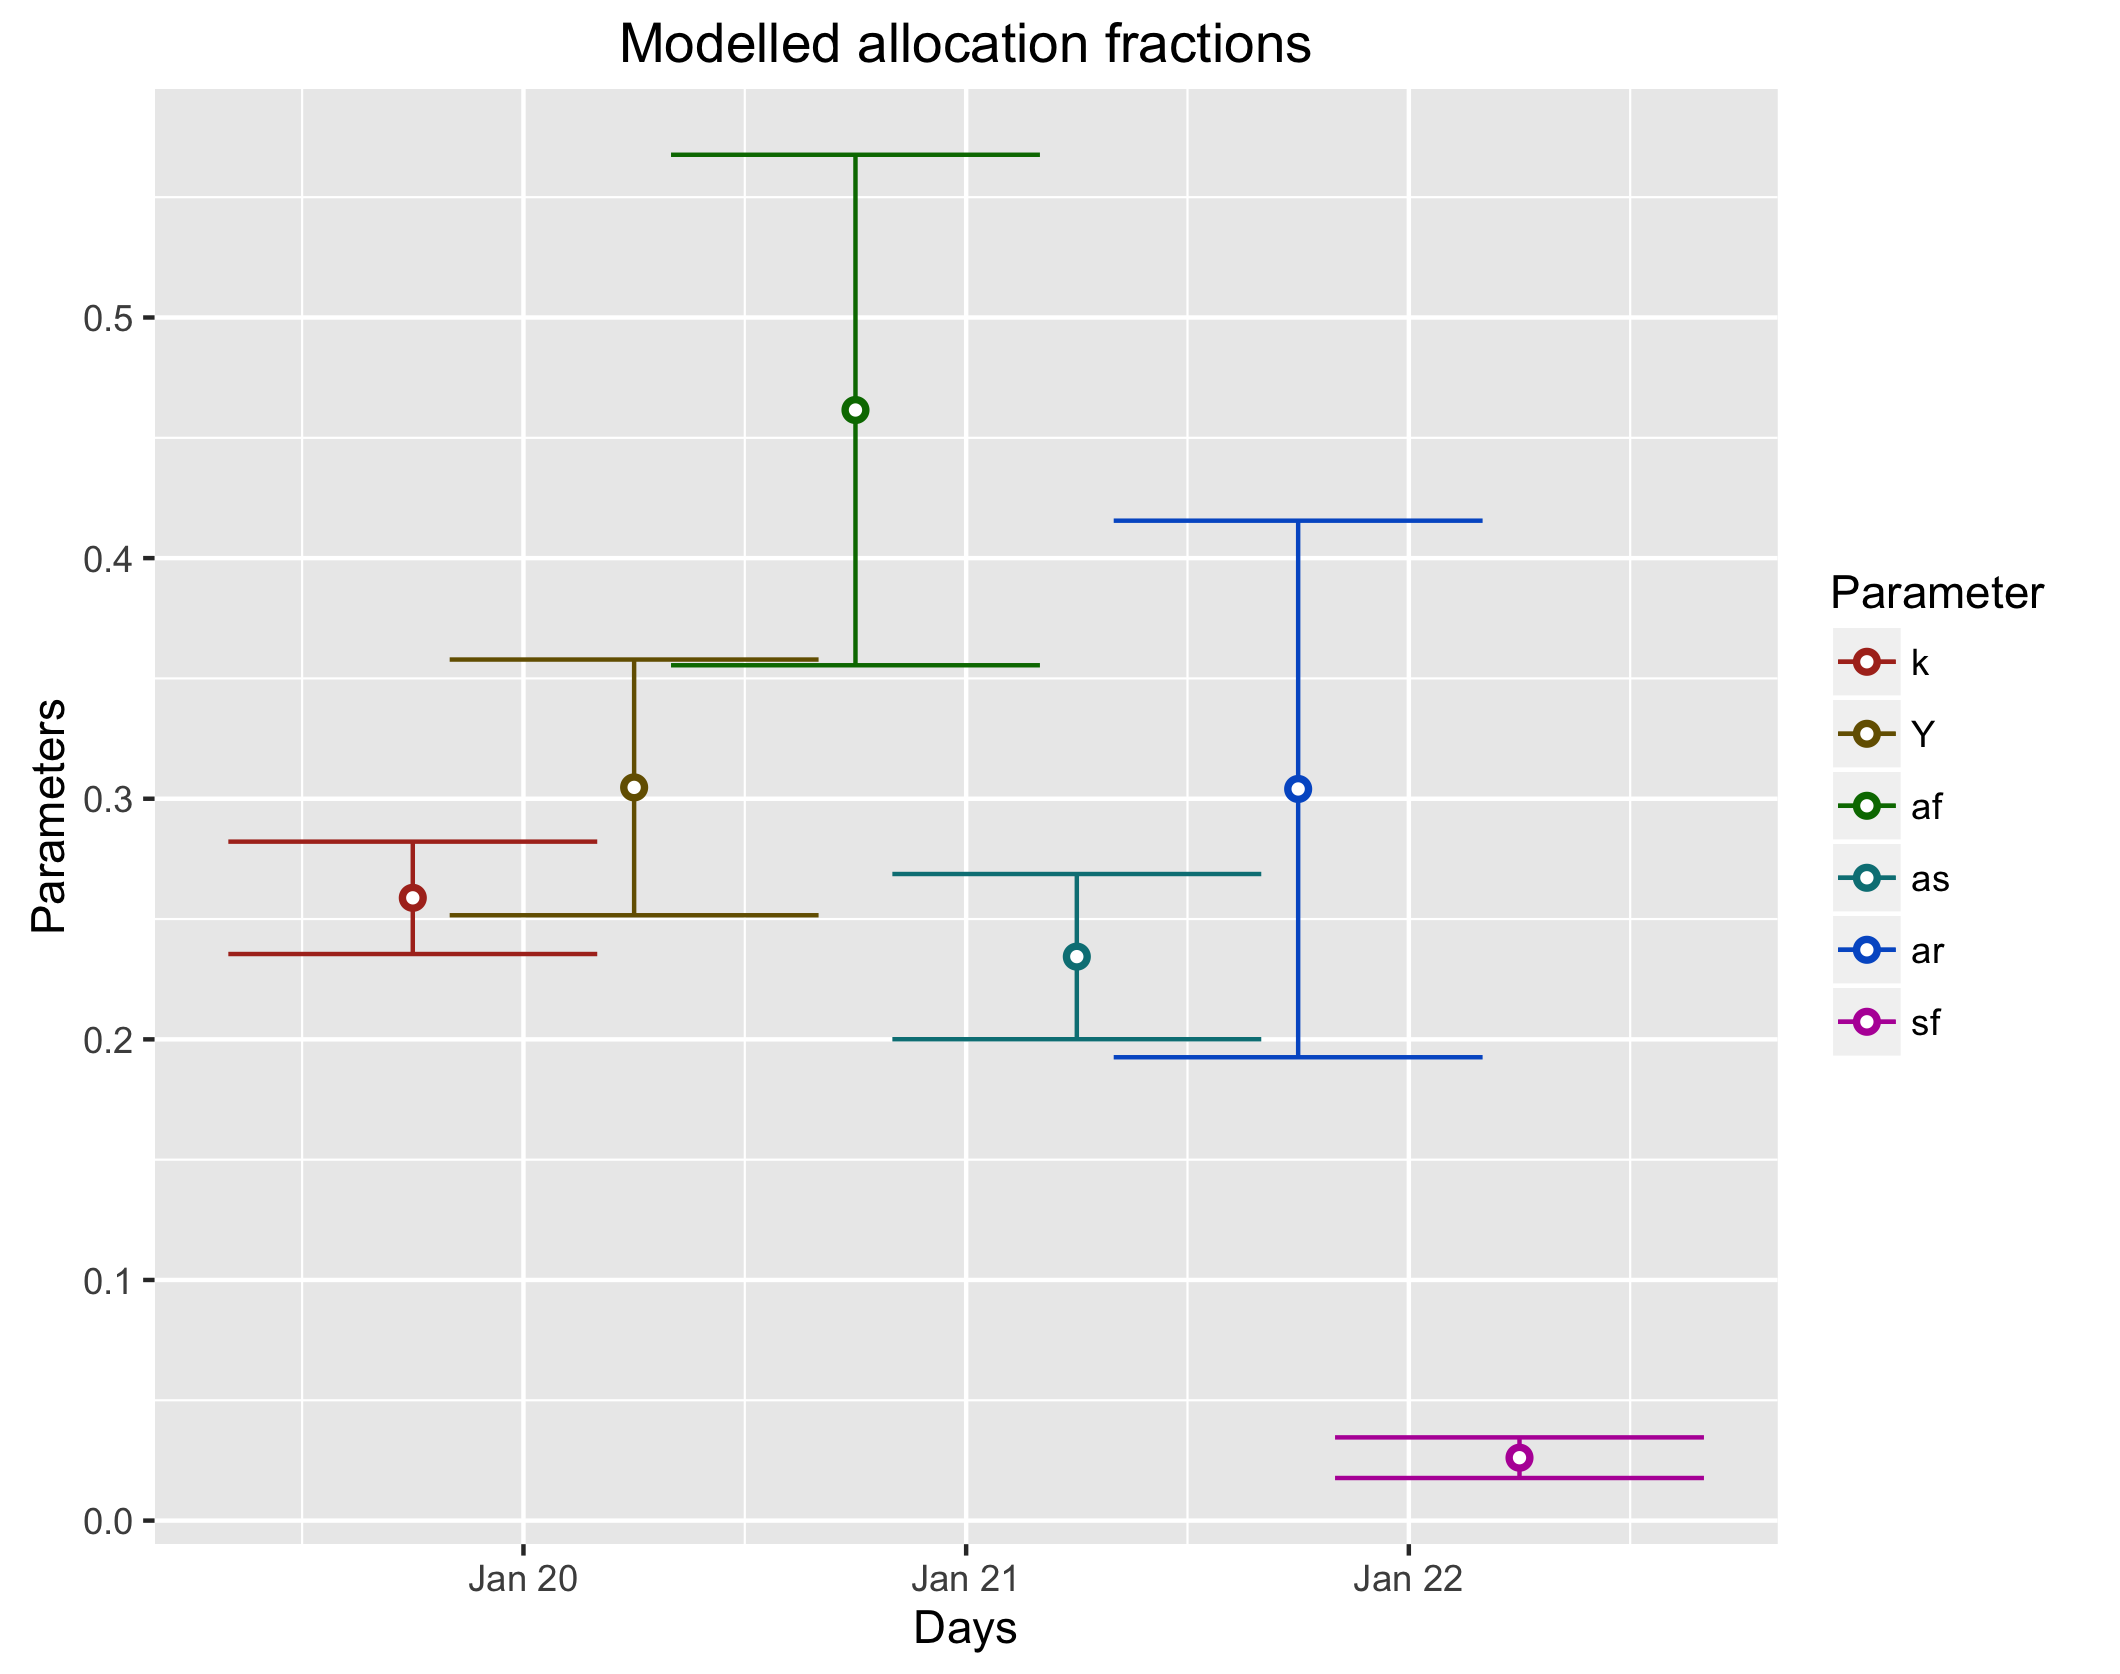 Modelled allocation fractions
0.5
0.4
0.3
0.2
0.1
0.0
Parameters
Jan 20
Jan 21
Jan 22
Days
Parameter
k
Y
af
as
ar
sf